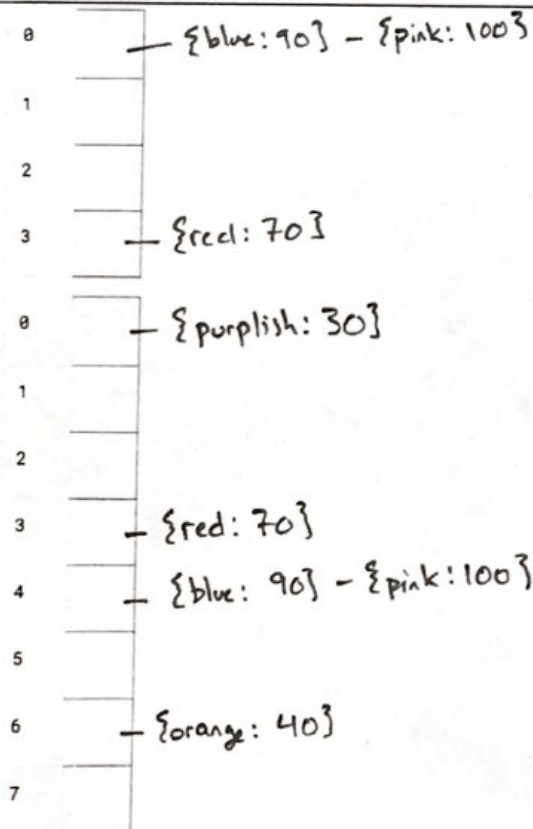 0 {blue: 90} - {pink: 100}
1
2
3 {red: 70}
0 {purplish: 30}
1
2
3 {red: 70}
4 {blue: 90} - {pink: 100}
5
6 {orange: 40}
7